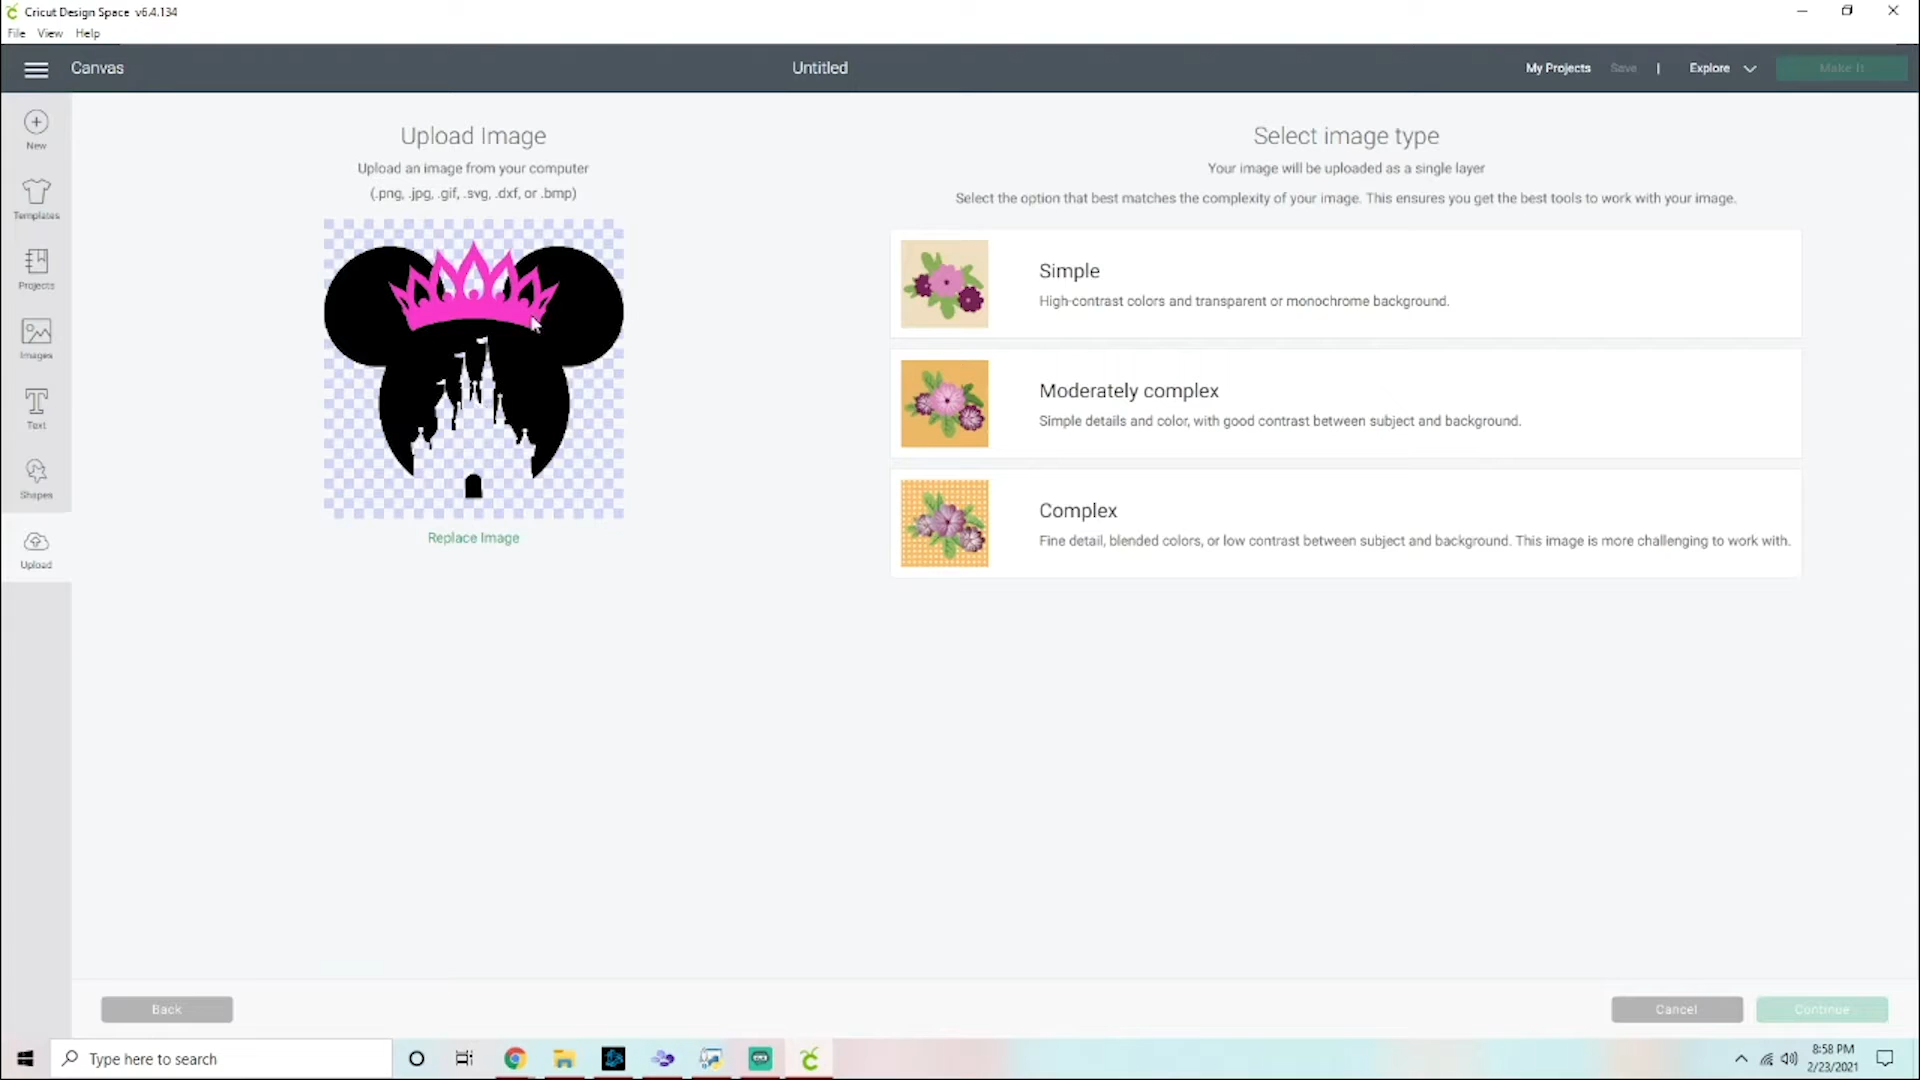 Cricut Design Space v6.4.134
File View Help
Canvas
Untitled
My Projects Save | Explore Make It
New
Templates
Projects
Images
Text
Shapes
Upload
Upload Image
Upload an image from your computer
(.png, .jpg, .gif, .svg, .dxf, or .bmp)
Replace Image
Select image type
Your image will be uploaded as a single layer
Select the option that best matches the complexity of your image. This ensures you get the best tools to work with your image.
Simple
High-contrast colors and transparent or monochrome background.
Moderately complex
Simple details and color, with good contrast between subject and background.
Complex
Fine detail, blended colors, or low contrast between subject and background. This image is more challenging to work with.
Back
Cancel
Continue
Type here to search
8:58 PM
2/23/2021